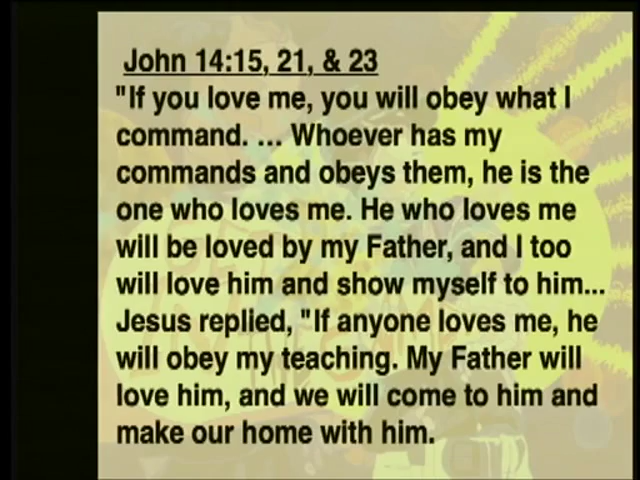 John 14:15, 21, & 23
"If you love me, you will obey what I
command. ... Whoever has my
commands and obeys them, he is the
one who loves me. He who loves me
will be loved by my Father, and I too
will love him and show myself to him...
Jesus replied, "If anyone loves me, he
will obey my teaching. My Father will
love him, and we will come to him and
make our home with him.